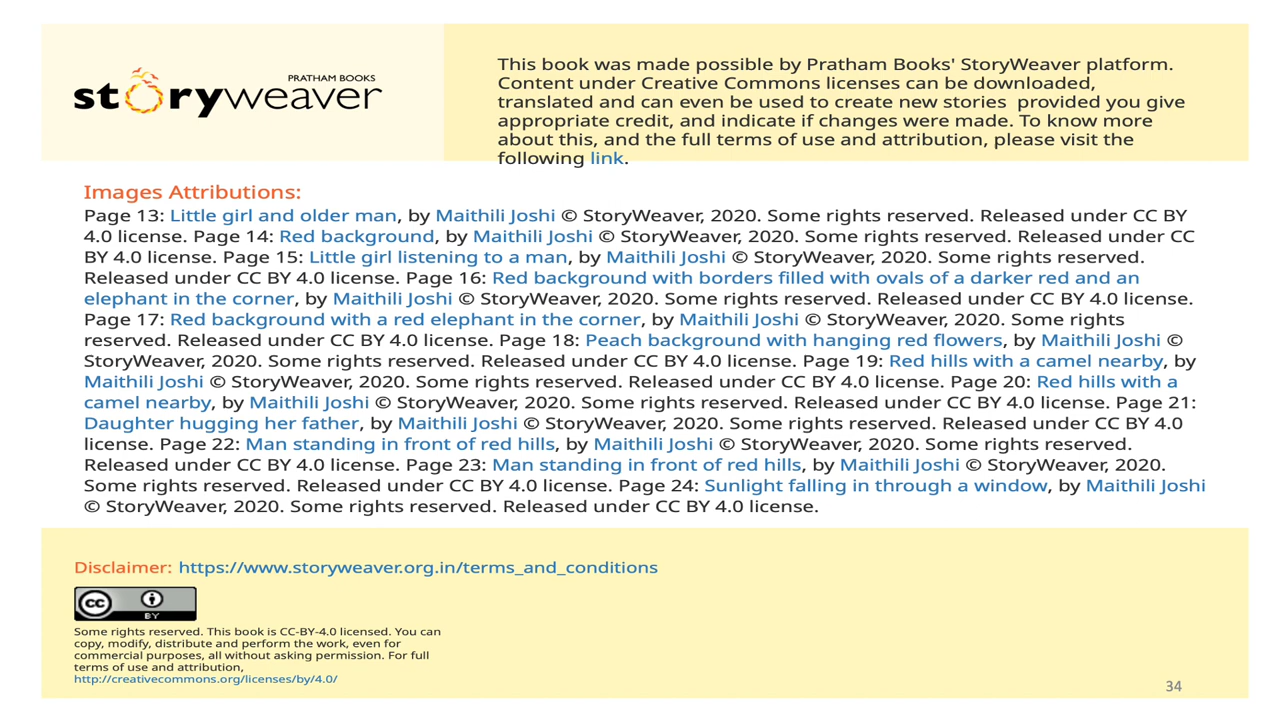 PRATHAM BOOKS
storyweaver
This book was made possible by Pratham Books' StoryWeaver platform.
Content under Creative Commons licenses can be downloaded,
translated and can even be used to create new stories  provided you give
appropriate credit, and indicate if changes were made. To know more
about this, and the full terms of use and attribution, please visit the
following link.
Images Attributions:
Page 13: Little girl and older man, by Maithili Joshi © StoryWeaver, 2020. Some rights reserved. Released under CC BY
4.0 license. Page 14: Red background, by Maithili Joshi © StoryWeaver, 2020. Some rights reserved. Released under CC
BY 4.0 license. Page 15: Little girl listening to a man, by Maithili Joshi © StoryWeaver, 2020. Some rights reserved.
Released under CC BY 4.0 license. Page 16: Red background with borders filled with ovals of a darker red and an
elephant in the corner, by Maithili Joshi © StoryWeaver, 2020. Some rights reserved. Released under CC BY 4.0 license.
Page 17: Red background with a red elephant in the corner, by Maithili Joshi © StoryWeaver, 2020. Some rights
reserved. Released under CC BY 4.0 license. Page 18: Peach background with hanging red flowers, by Maithili Joshi ©
StoryWeaver, 2020. Some rights reserved. Released under CC BY 4.0 license. Page 19: Red hills with a camel nearby, by
Maithili Joshi © StoryWeaver, 2020. Some rights reserved. Released under CC BY 4.0 license. Page 20: Red hills with a
camel nearby, by Maithili Joshi © StoryWeaver, 2020. Some rights reserved. Released under CC BY 4.0 license. Page 21:
Daughter hugging her father, by Maithili Joshi © StoryWeaver, 2020. Some rights reserved. Released under CC BY 4.0
license. Page 22: Man standing in front of red hills, by Maithili Joshi © StoryWeaver, 2020. Some rights reserved.
Released under CC BY 4.0 license. Page 23: Man standing in front of red hills, by Maithili Joshi © StoryWeaver, 2020.
Some rights reserved. Released under CC BY 4.0 license. Page 24: Sunlight falling in through a window, by Maithili Joshi
© StoryWeaver, 2020. Some rights reserved. Released under CC BY 4.0 license.
Disclaimer: https://www.storyweaver.org.in/terms_and_conditions
cc
BY
Some rights reserved. This book is CC-BY-4.0 licensed. You can
copy, modify, distribute and perform the work, even for
commercial purposes, all without asking permission. For full
terms of use and attribution,
http://creativecommons.org/licenses/by/4.0/
34